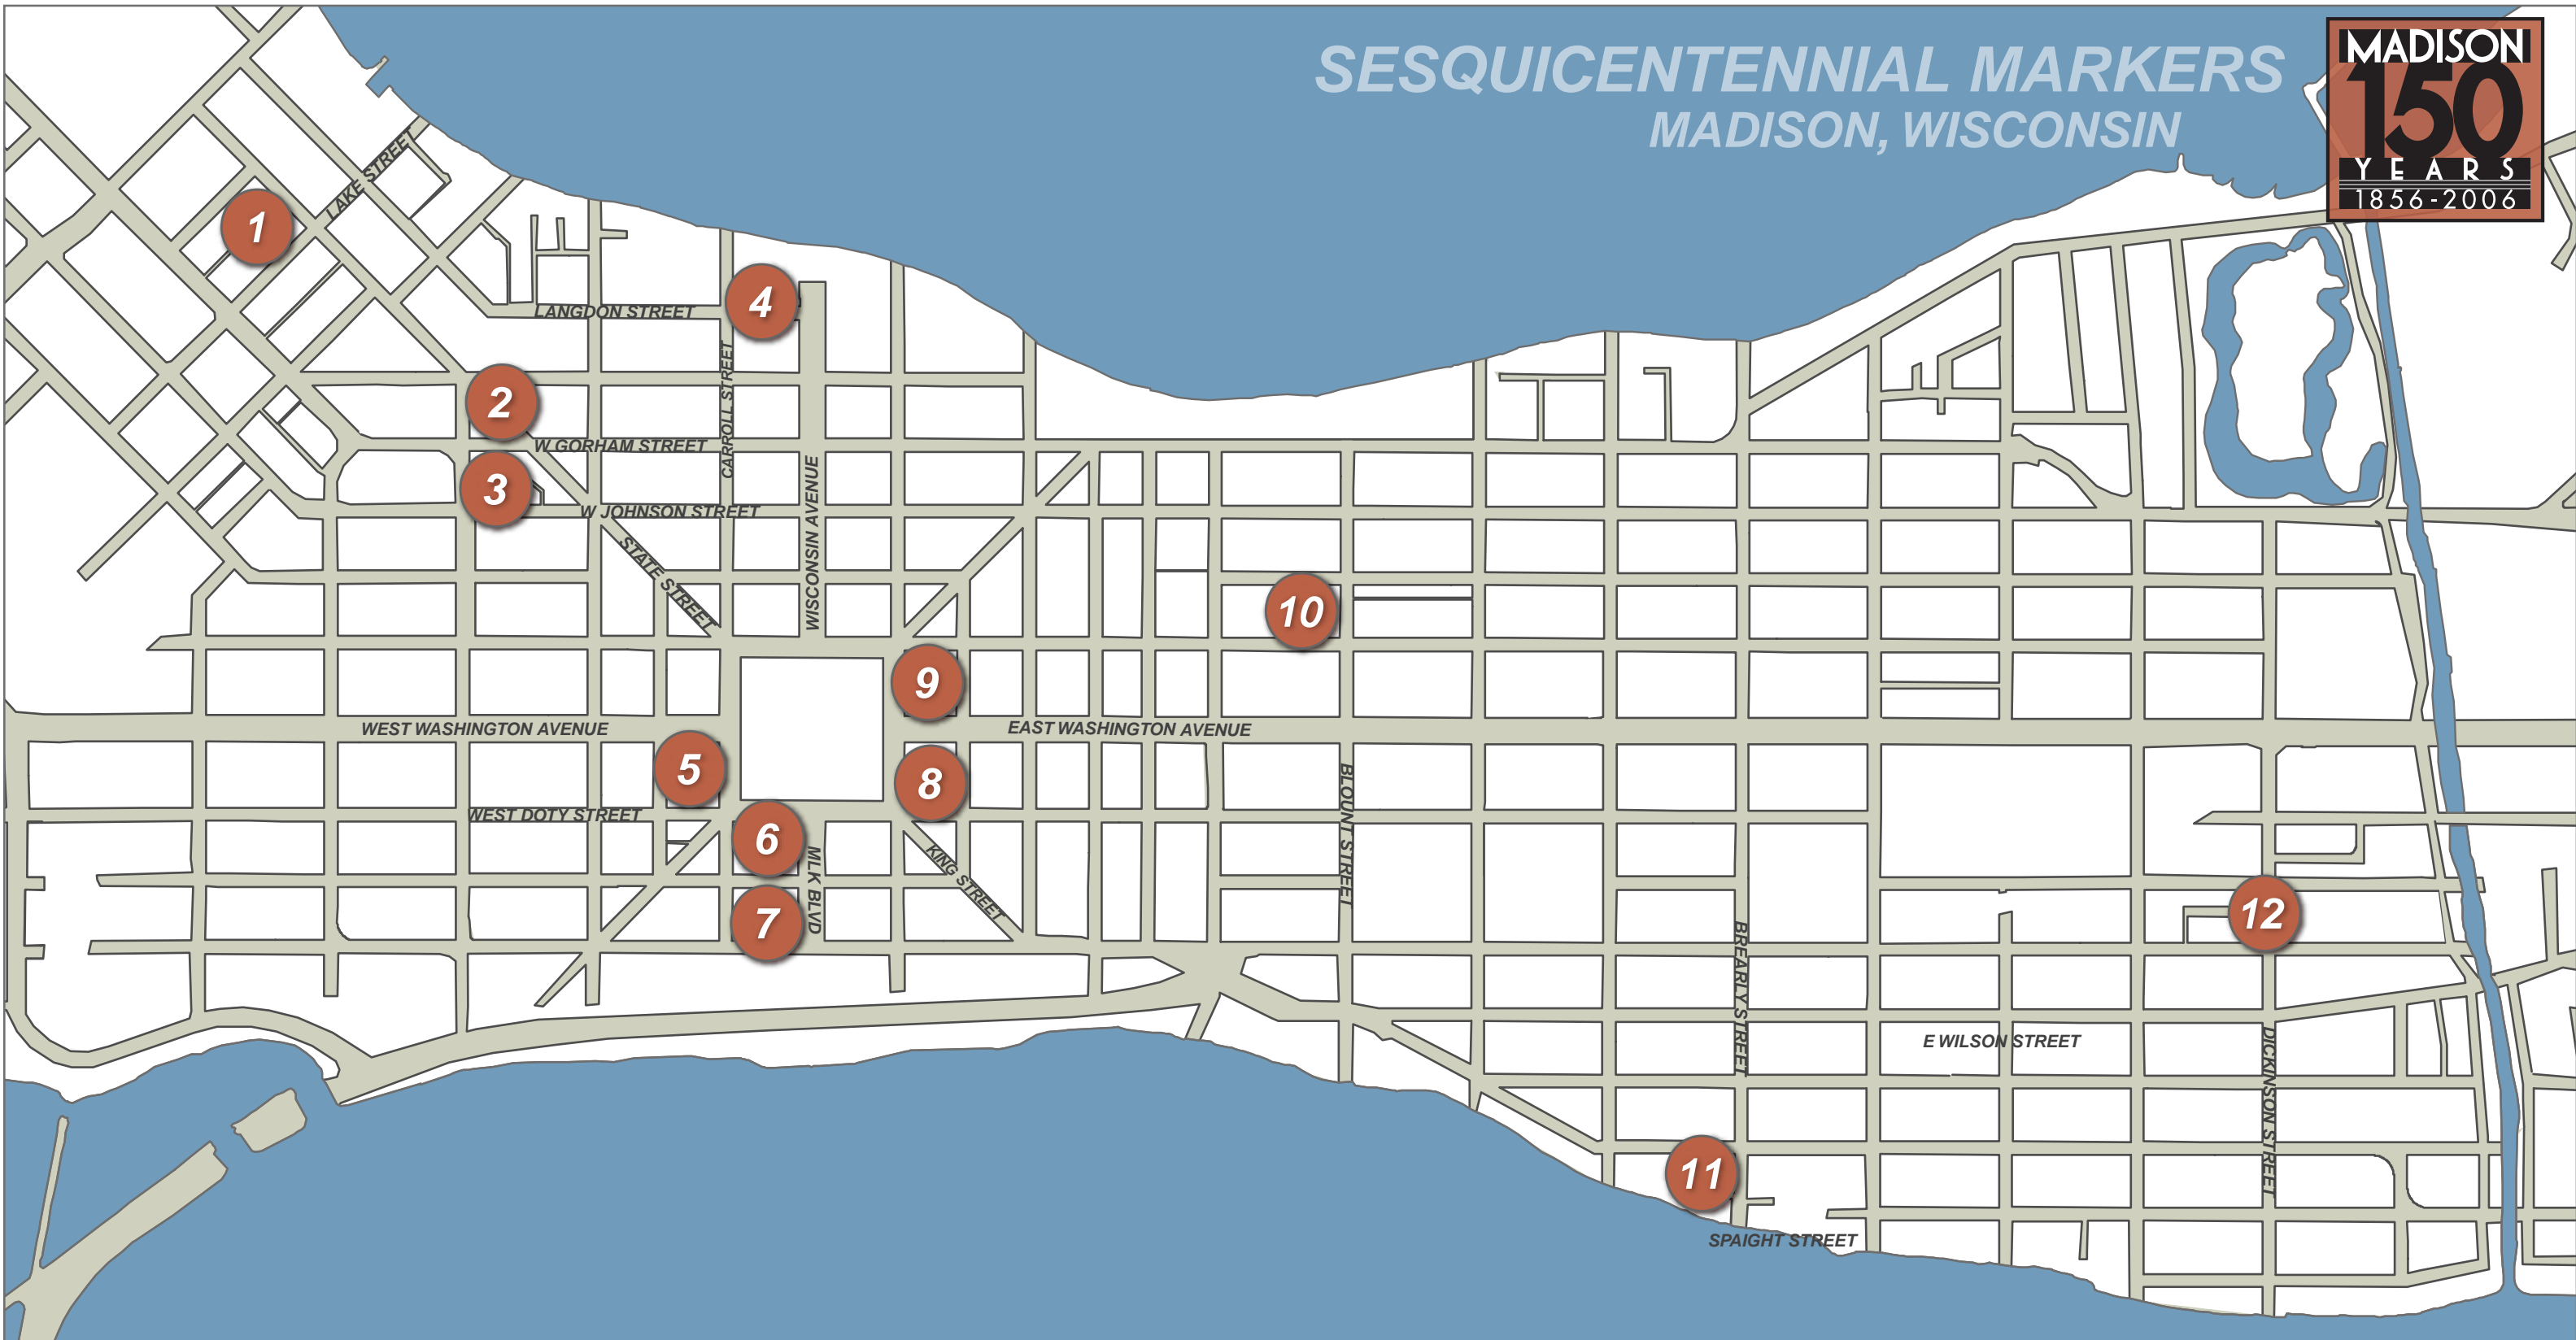 SESQUICENTENNIAL MARKERS
MADISON, WISCONSIN
MADISON
150
YEARS
1856-2006
LAKE STREET
1
4
LANGDON STREET
CARROLL STREET
2
W GORHAM STREET
3
W JOHNSON STREET
WISCONSIN AVENUE
STATE STREET
10
9
WEST WASHINGTON AVENUE
EAST WASHINGTON AVENUE
5
8
WEST DOTY STREET
6
MLK BLVD
KING STREET
BLOUNT STREET
7
12
BREARLY STREET
E WILSON STREET
DICKINSON STREET
11
SPAIGHT STREET